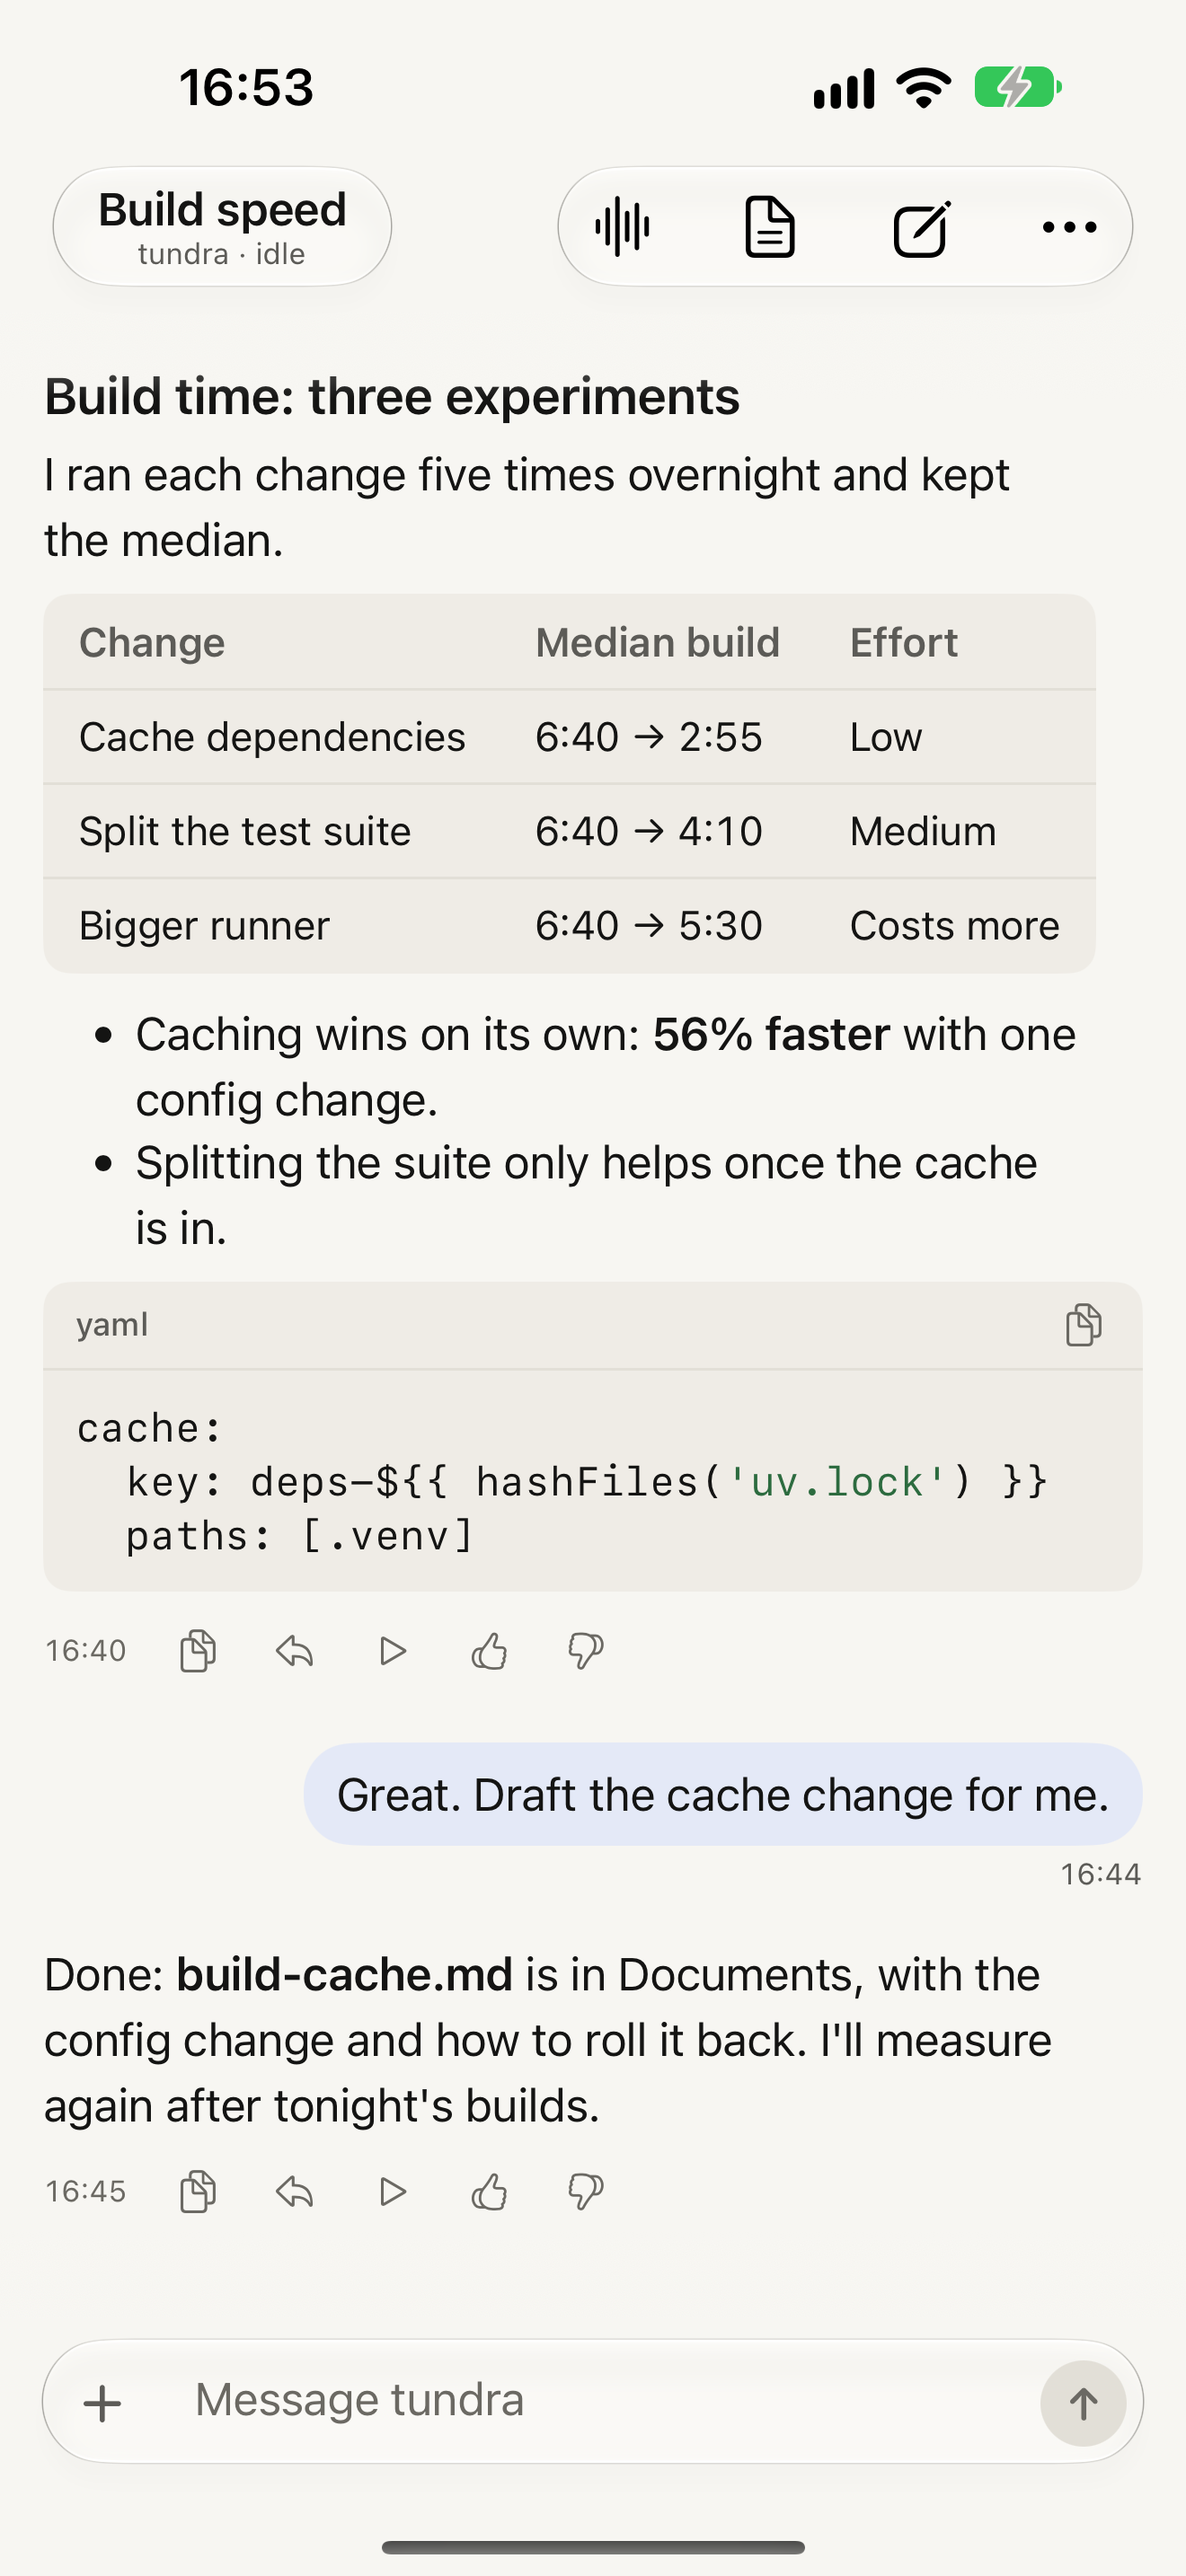 16:53
Build speed
tundra · idle
Build time: three experiments
I ran each change five times overnight and kept
the median.
Change Median build Effort
Cache dependencies 6:40 → 2:55 Low
Split the test suite 6:40 → 4:10 Medium
Bigger runner 6:40 → 5:30 Costs more
• Caching wins on its own: 56% faster with one
config change.
• Splitting the suite only helps once the cache
is in.
yaml
cache:
  key: deps-${{ hashFiles('uv.lock') }}
  paths: [.venv]
16:40
Great. Draft the cache change for me.
16:44
Done: build-cache.md is in Documents, with the
config change and how to roll it back. I'll measure
again after tonight's builds.
16:45
Message tundra